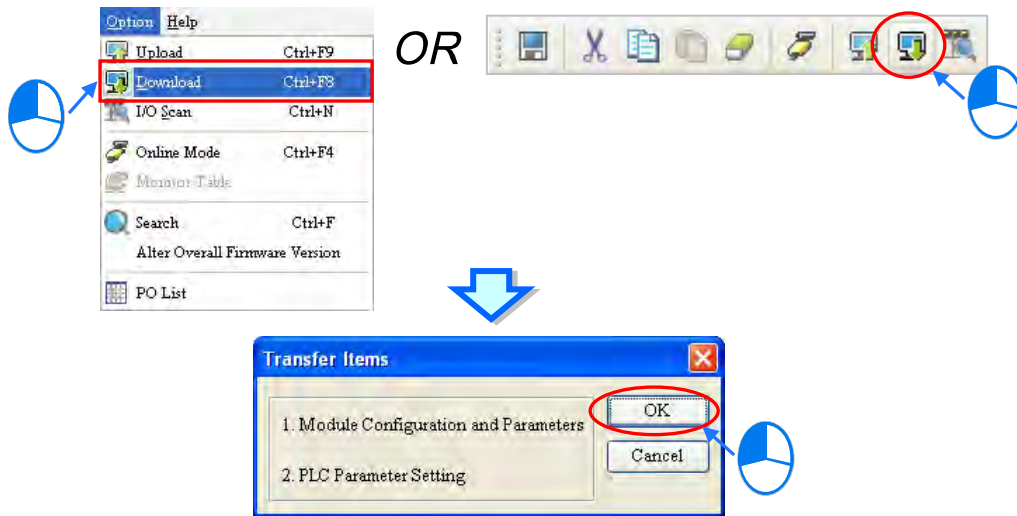 Option Help
Upload Ctrl+F9
Download Ctrl+F8
I/O Scan Ctrl+N
Online Mode Ctrl+F4
Monitor Table
Search Ctrl+F
Alter Overall Firmware Version
PO List
OR
Transfer Items
1. Module Configuration and Parameters
2. PLC Parameter Setting
OK
Cancel